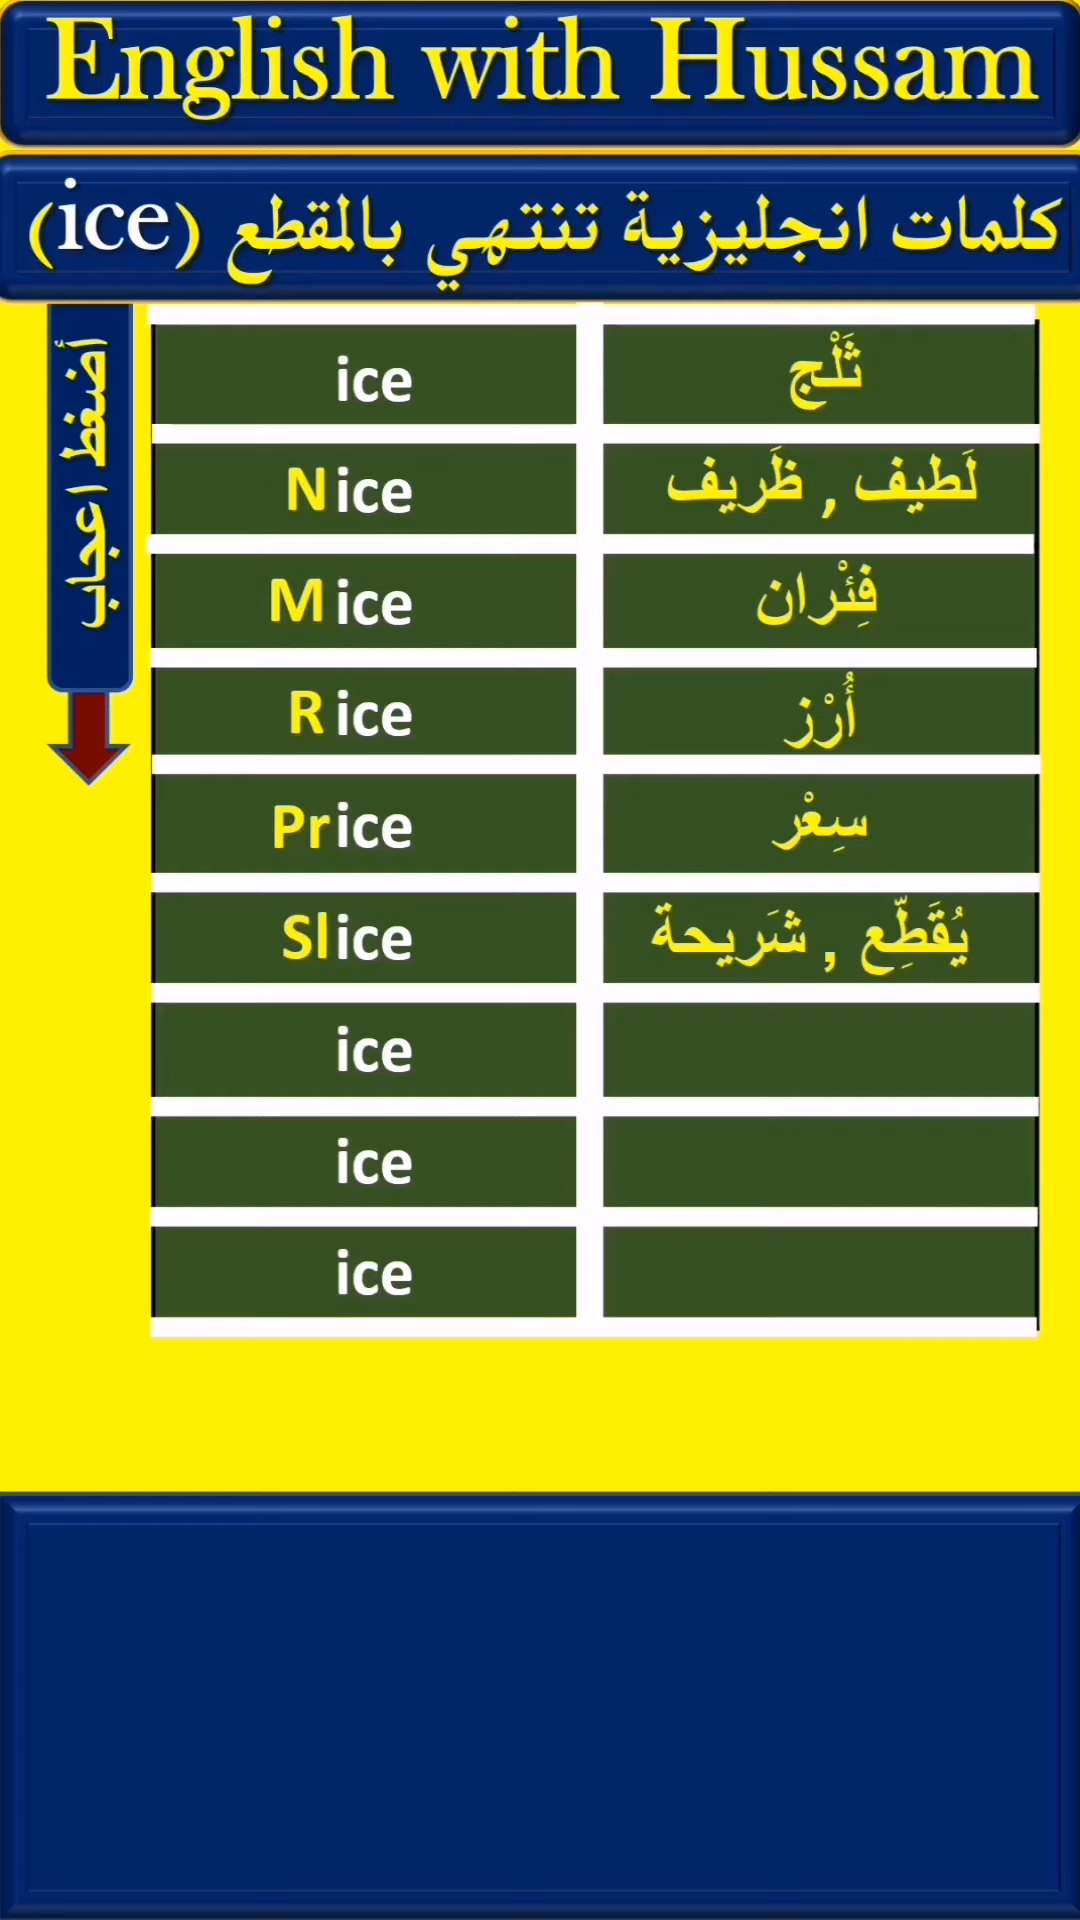 English with Hussam
كلمات انجليزية تنتهي بالمقطع (ice)
أضغظ اعجاب
ice ثَلْج
Nice لَطيف , ظَريف
Mice فِئْران
Rice أُرْز
Price سِعْر
Slice يُقَطِّع , شَريحة
ice
ice
ice